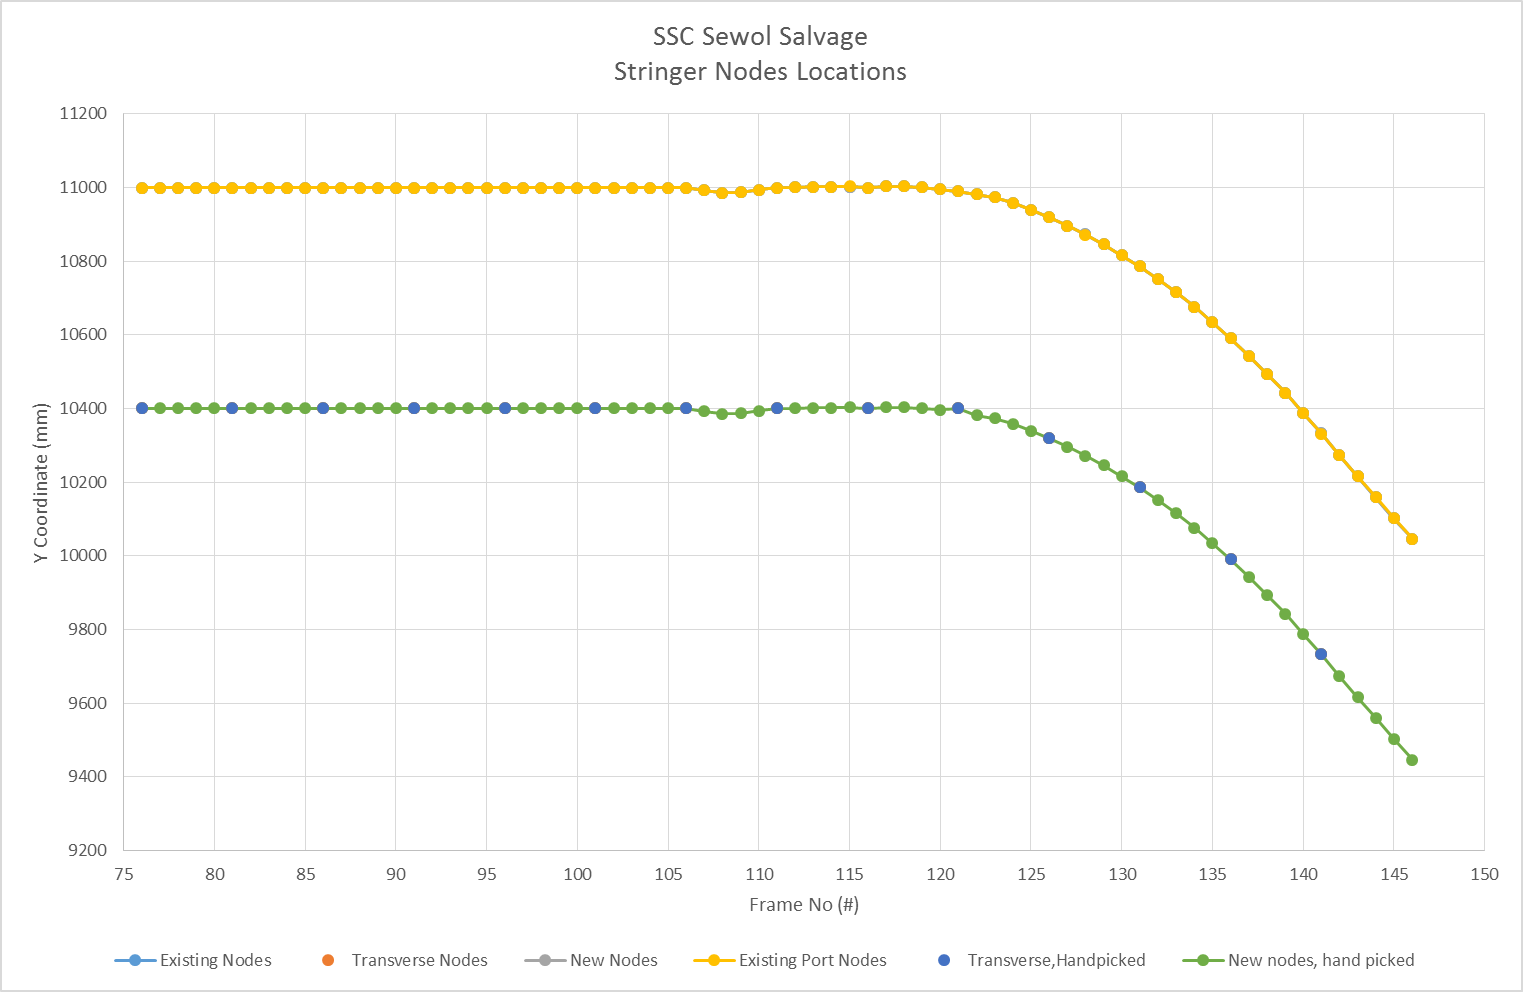 SSC Sewol Salvage
Stringer Nodes Locations
11200
11000
10800
10600
10400
10200
10000
9800
9600
9400
9200
Y Coordinate (mm)
75 80 85 90 95 100 105 110 115 120 125 130 135 140 145 150
Frame No (#)
Existing Nodes Transverse Nodes New Nodes Existing Port Nodes Transverse,Handpicked New nodes, hand picked